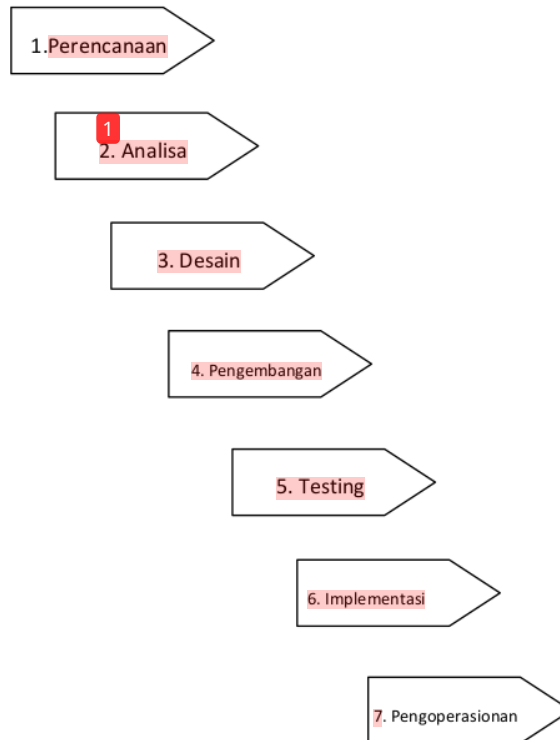 1.Perencanaan
1
2. Analisa
3. Desain
4. Pengembangan
5. Testing
6. Implementasi
7. Pengoperasionan